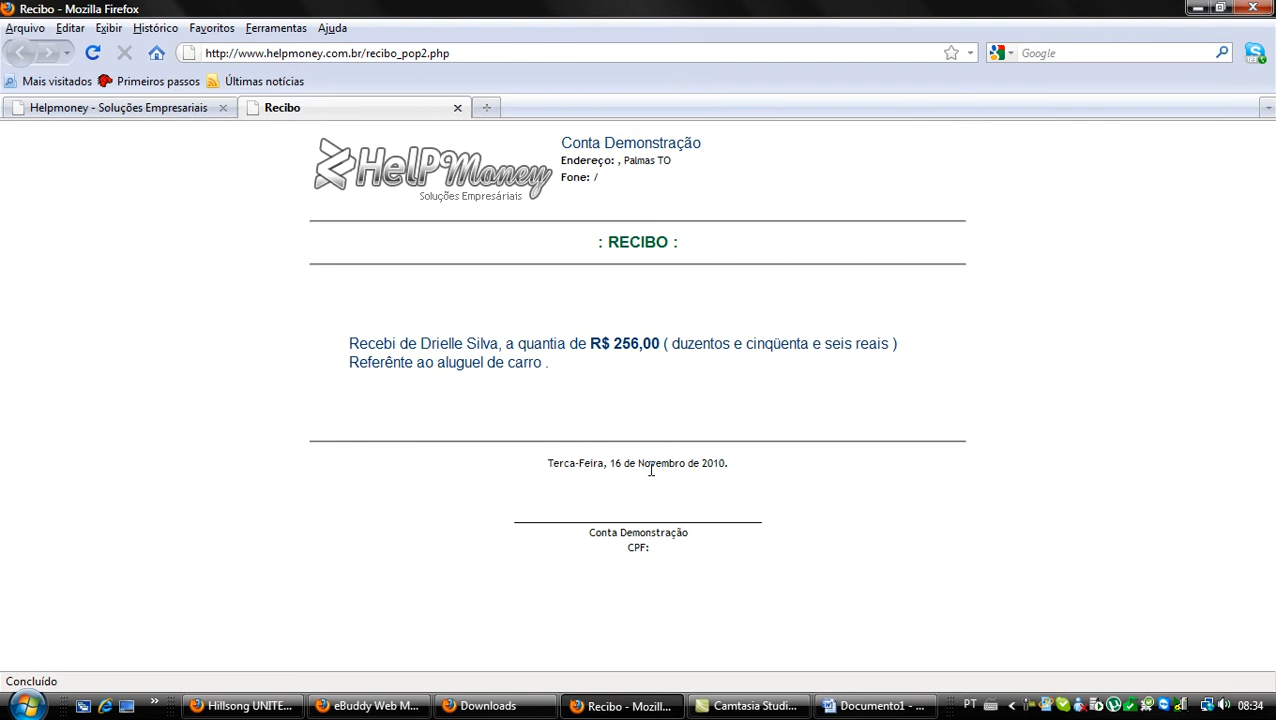 Recibo - Mozilla Firefox
Arquivo Editar Exibir Histórico Favoritos Ferramentas Ajuda
http://www.helpmoney.com.br/recibo_pop2.php
Google
Mais visitados Primeiros passos Últimas notícias
Helpmoney - Soluções Empresariais Recibo
HelpMoney
Soluções Empresáriais
Conta Demonstração
Endereço: , Palmas TO
Fone: /
: RECIBO :
Recebi de Drielle Silva, a quantia de R$ 256,00 ( duzentos e cinqüenta e seis reais )
Referênte ao aluguel de carro .
Terca-Feira, 16 de Novembro de 2010.
Conta Demonstração
CPF:
Concluído
Hillsong UNITE... eBuddy Web M... Downloads Recibo - Mozill... Camtasia Studi... Documento1 - ... PT 08:34